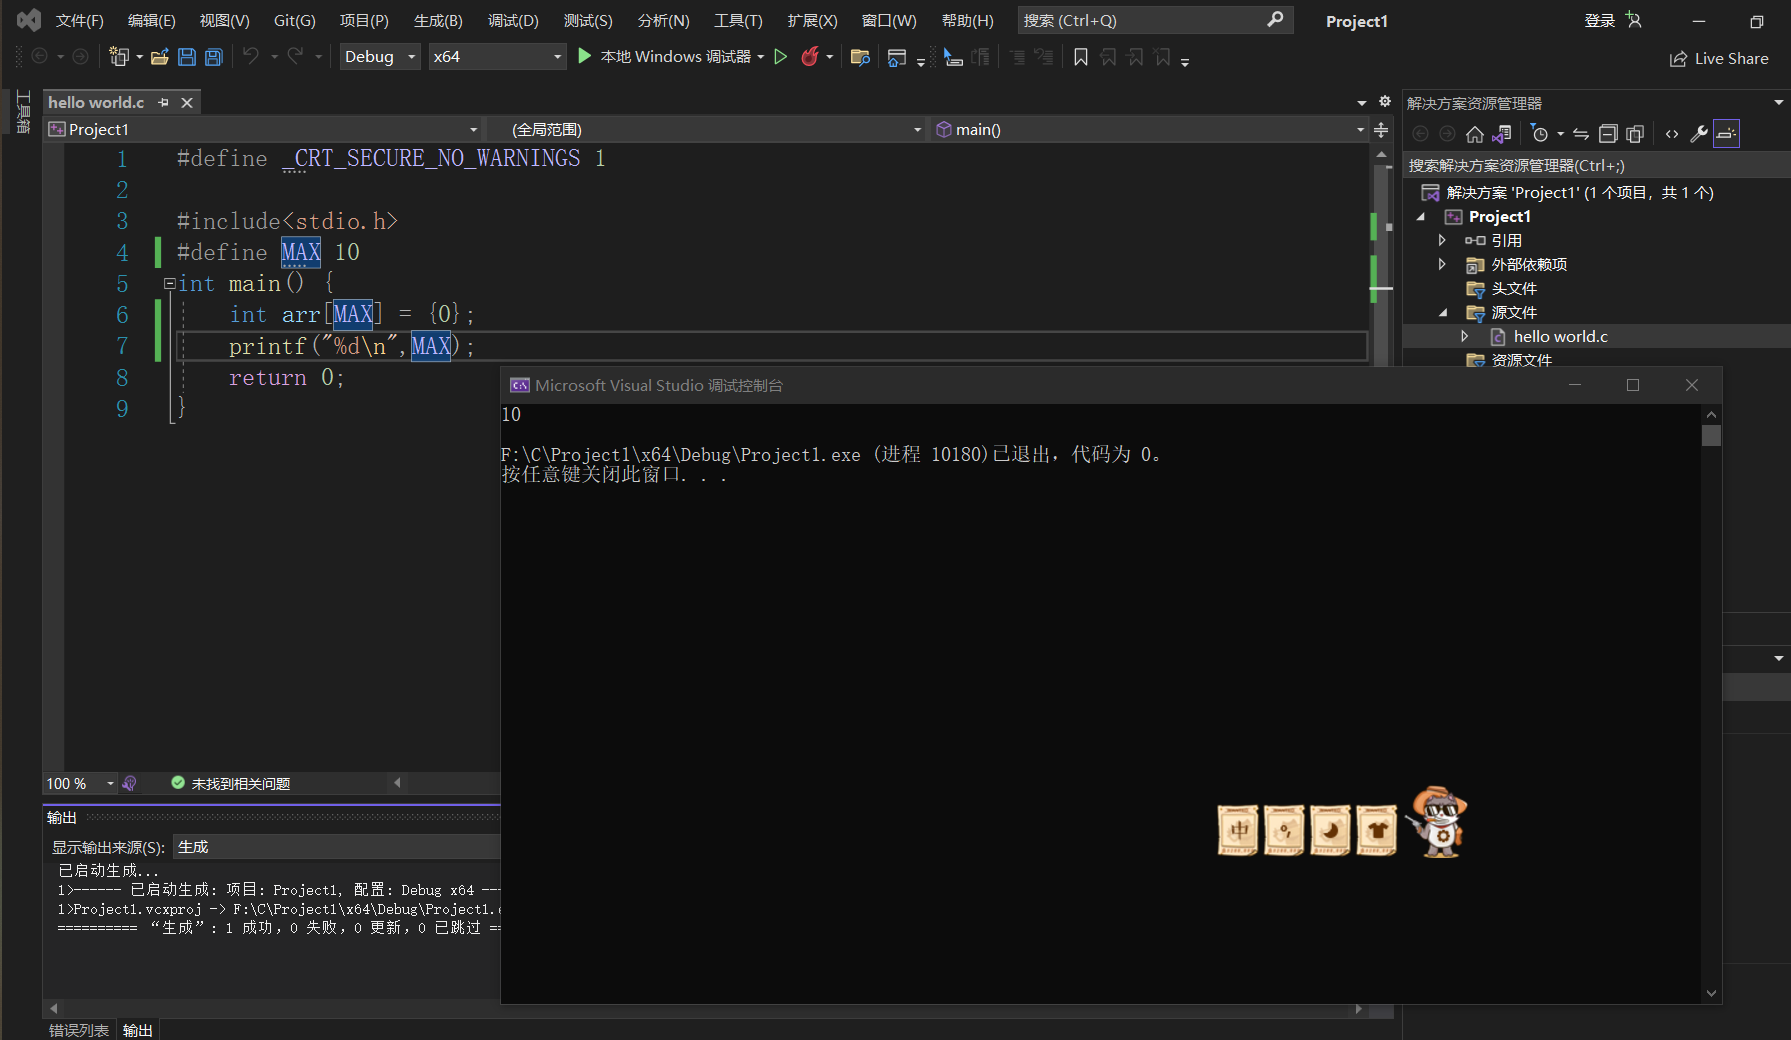 文件(F) 编辑(E) 视图(V) Git(G) 项目(P) 生成(B) 调试(D) 测试(S) 分析(N) 工具(T) 扩展(X) 窗口(W) 帮助(H) 搜索 (Ctrl+Q) Project1 登录
Debug x64 本地 Windows 调试器 Live Share
工具箱
hello world.c
Project1 (全局范围) main()
1 #define _CRT_SECURE_NO_WARNINGS 1
2
3 #include<stdio.h>
4 #define MAX 10
5 int main() {
6 int arr[MAX] = {0};
7 printf("%d\n",MAX);
8 return 0;
9 }
解决方案资源管理器
搜索解决方案资源管理器(Ctrl+;)
解决方案 'Project1' (1 个项目，共 1 个)
Project1
引用
外部依赖项
头文件
源文件
hello world.c
资源文件
Microsoft Visual Studio 调试控制台
10
F:\C\Project1\x64\Debug\Project1.exe (进程 10180)已退出，代码为 0。
按任意键关闭此窗口. . .
中
100 % 未找到相关问题
输出
显示输出来源(S): 生成
已启动生成...
1>------ 已启动生成: 项目: Project1, 配置: Debug x64 --
1>Project1.vcxproj -> F:\C\Project1\x64\Debug\Project1.
========== “生成”: 1 成功，0 失败，0 更新，0 已跳过 ==
错误列表 输出